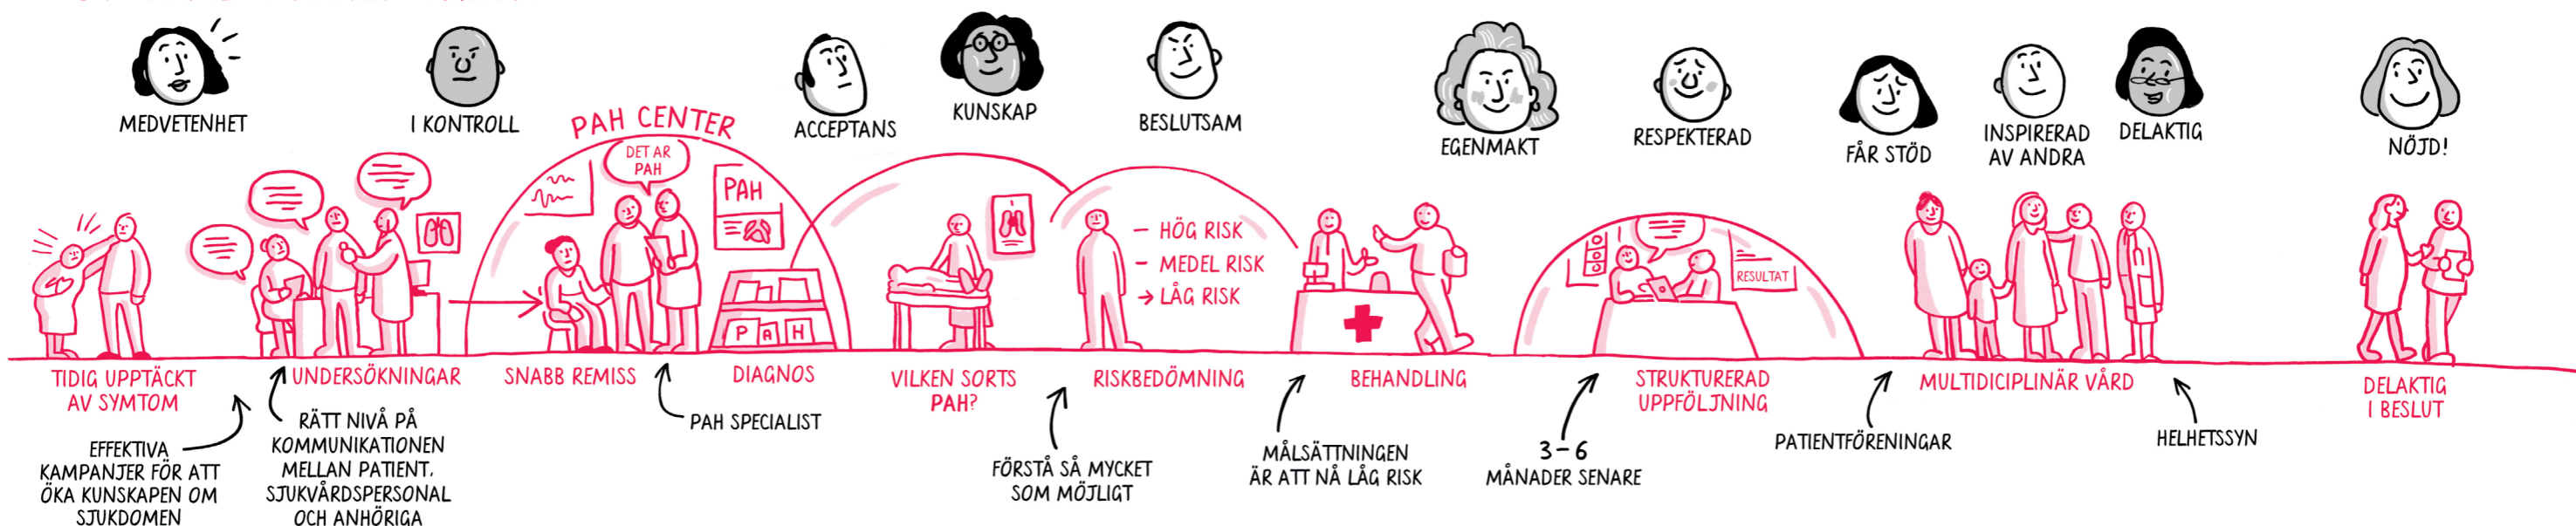 MEDVETENHET
I KONTROLL
ACCEPTANS
KUNSKAP
BESLUTSAM
EGENMAKT
RESPEKTERAD
FÅR STÖD
INSPIRERAD
AV ANDRA
DELAKTIG
NÖJD!
PAH CENTER
DET AR
PAH
PAH
P A H
– HÖG RISK
– MEDEL RISK
→ LÅG RISK
RESULTAT
TIDIG UPPTÄCKT
AV SYMTOM
UNDERSÖKNINGAR
SNABB REMISS
DIAGNOS
VILKEN SORTS
PAH?
RISKBEDÖMNING
BEHANDLING
STRUKTURERAD
UPPFÖLJNING
MULTIDICIPLINÄR VÅRD
DELAKTIG
I BESLUT
EFFEKTIVA
KAMPANJER FÖR ATT
ÖKA KUNSKAPEN OM
SJUKDOMEN
RÄTT NIVÅ PÅ
KOMMUNIKATIONEN
MELLAN PATIENT,
SJUKVÅRDSPERSONAL
OCH ANHÖRIGA
PAH SPECIALIST
FÖRSTÅ SÅ MYCKET
SOM MÖJLIGT
MÅLSÄTTNINGEN
ÄR ATT NÅ LÅG RISK
3–6
MÅNADER SENARE
PATIENTFÖRENINGAR
HELHETSSYN